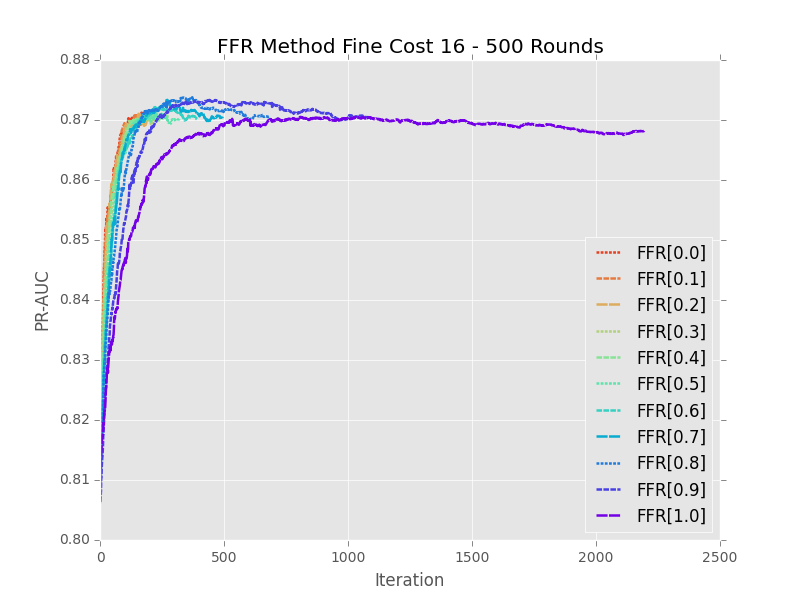 FFR Method Fine Cost 16 - 500 Rounds
0.88
0.87
0.86
0.85
0.84
0.83
0.82
0.81
0.80
PR-AUC
0
500
1000
1500
2000
2500
Iteration
FFR[0.0]
FFR[0.1]
FFR[0.2]
FFR[0.3]
FFR[0.4]
FFR[0.5]
FFR[0.6]
FFR[0.7]
FFR[0.8]
FFR[0.9]
FFR[1.0]